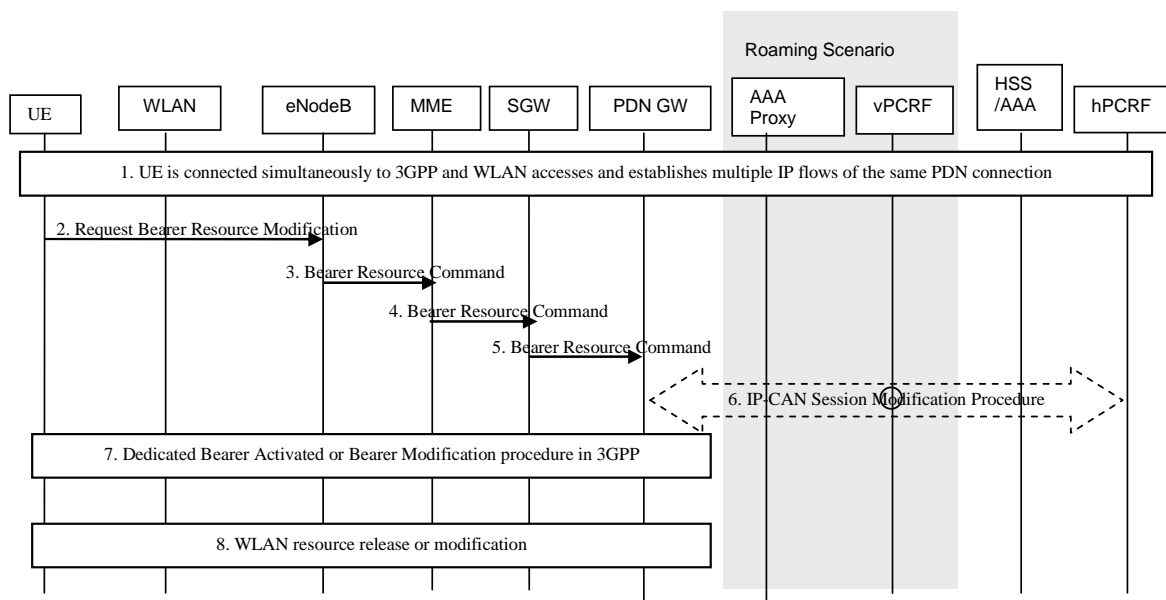 Roaming Scenario
UE
WLAN
eNodeB
MME
SGW
PDN GW
AAA
Proxy
vPCRF
HSS
/AAA
hPCRF
1. UE is connected simultaneously to 3GPP and WLAN accesses and establishes multiple IP flows of the same PDN connection
2. Request Bearer Resource Modification
3. Bearer Resource Command
4. Bearer Resource Command
5. Bearer Resource Command
6. IP-CAN Session Modification Procedure
7. Dedicated Bearer Activated or Bearer Modification procedure in 3GPP
8. WLAN resource release or modification